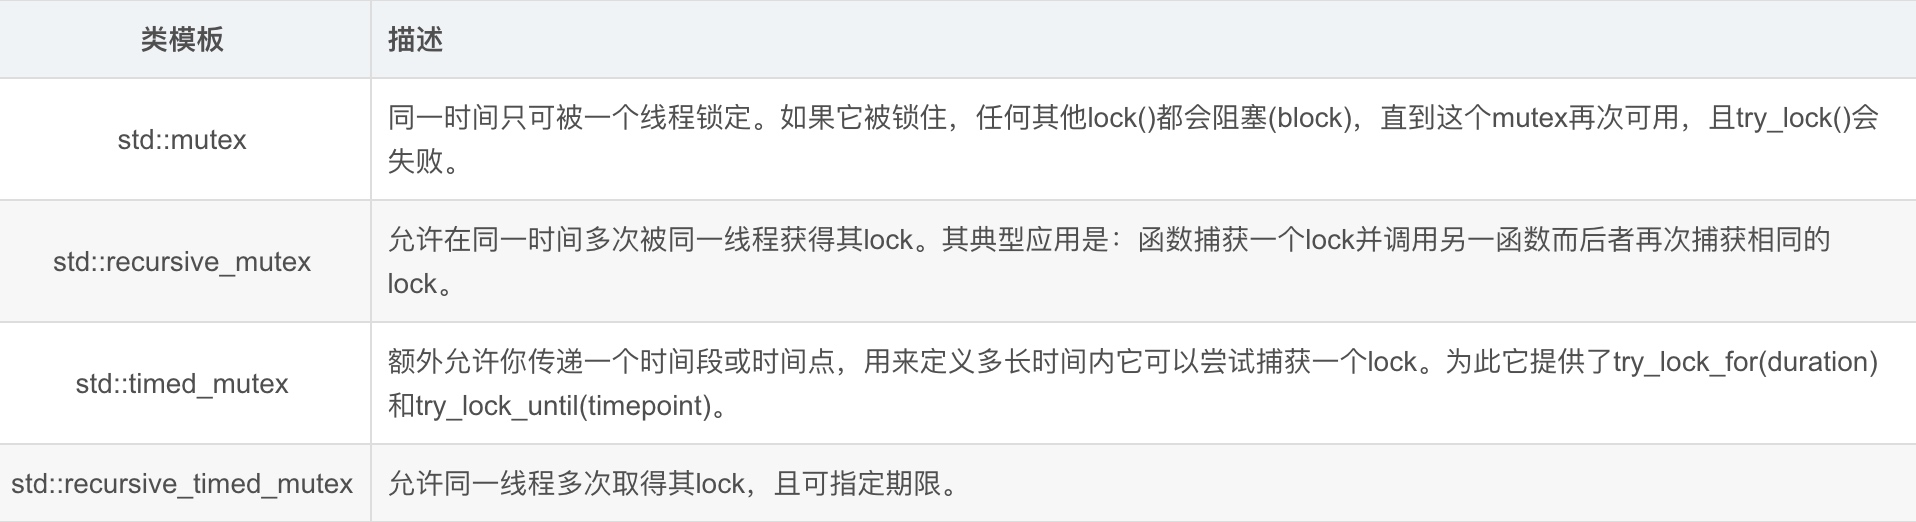 类模板
描述
std::mutex
同一时间只可被一个线程锁定。如果它被锁住，任何其他lock()都会阻塞(block)，直到这个mutex再次可用，且try_lock()会
失败。
std::recursive_mutex
允许在同一时间多次被同一线程获得其lock。其典型应用是：函数捕获一个lock并调用另一函数而后者再次捕获相同的
lock。
std::timed_mutex
额外允许你传递一个时间段或时间点，用来定义多长时间内它可以尝试捕获一个lock。为此它提供了try_lock_for(duration)
和try_lock_until(timepoint)。
std::recursive_timed_mutex
允许同一线程多次取得其lock，且可指定期限。